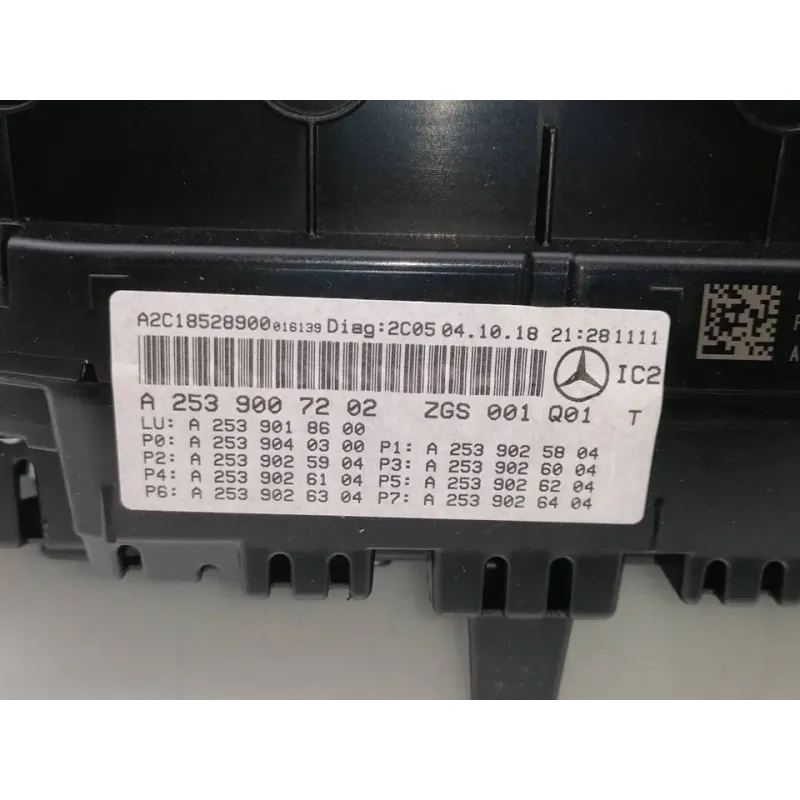 A2C18528900 016139 Diag:2C05 04.10.18 21:281111
IC2
A 253 900 72 02 ZGS 001 Q01 T
LU: A 253 901 86 00
P0: A 253 904 03 00 P1: A 253 902 58 04
P2: A 253 902 59 04 P3: A 253 902 60 04
P4: A 253 902 61 04 P5: A 253 902 62 04
P6: A 253 902 63 04 P7: A 253 902 64 04